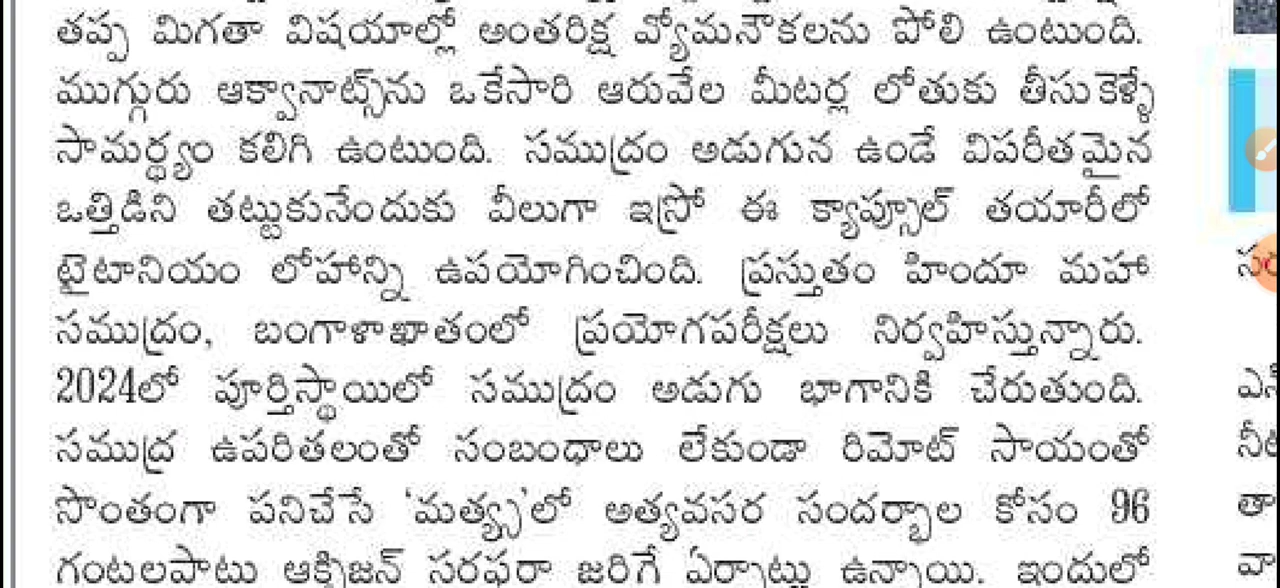 తప్ప మిగతా విషయాల్లో అంతరిక్ష వ్యోమనౌకలను పోలి ఉంటుంది.
ముగ్గురు ఆక్వానాట్స్‌ను ఒకేసారి ఆరువేల మీటర్ల లోతుకు తీసుకెళ్ళే
సామర్థ్యం కలిగి ఉంటుంది. సముద్రం అడుగున ఉండే విపరీతమైన
ఒత్తిడిని తట్టుకునేందుకు వీలుగా ఇస్రో ఈ క్యాప్సూల్ తయారీలో
టైటానియం లోహాన్ని ఉపయోగించింది. ప్రస్తుతం హిందూ మహా
సముద్రం, బంగాళాఖాతంలో ప్రయోగపరీక్షలు నిర్వహిస్తున్నారు.
2024లో పూర్తిస్థాయిలో సముద్రం అడుగు భాగానికి చేరుతుంది.
సముద్ర ఉపరితలంతో సంబంధాలు లేకుండా రిమోట్ సాయంతో
సొంతంగా పనిచేసే ‘మత్స్య’లో అత్యవసర సందర్భాల కోసం 96
గంటలపాటు ఆక్సిజన్ సరఫరా జరిగే ఏర్పాట్లు ఉన్నాయి. ఇందులో